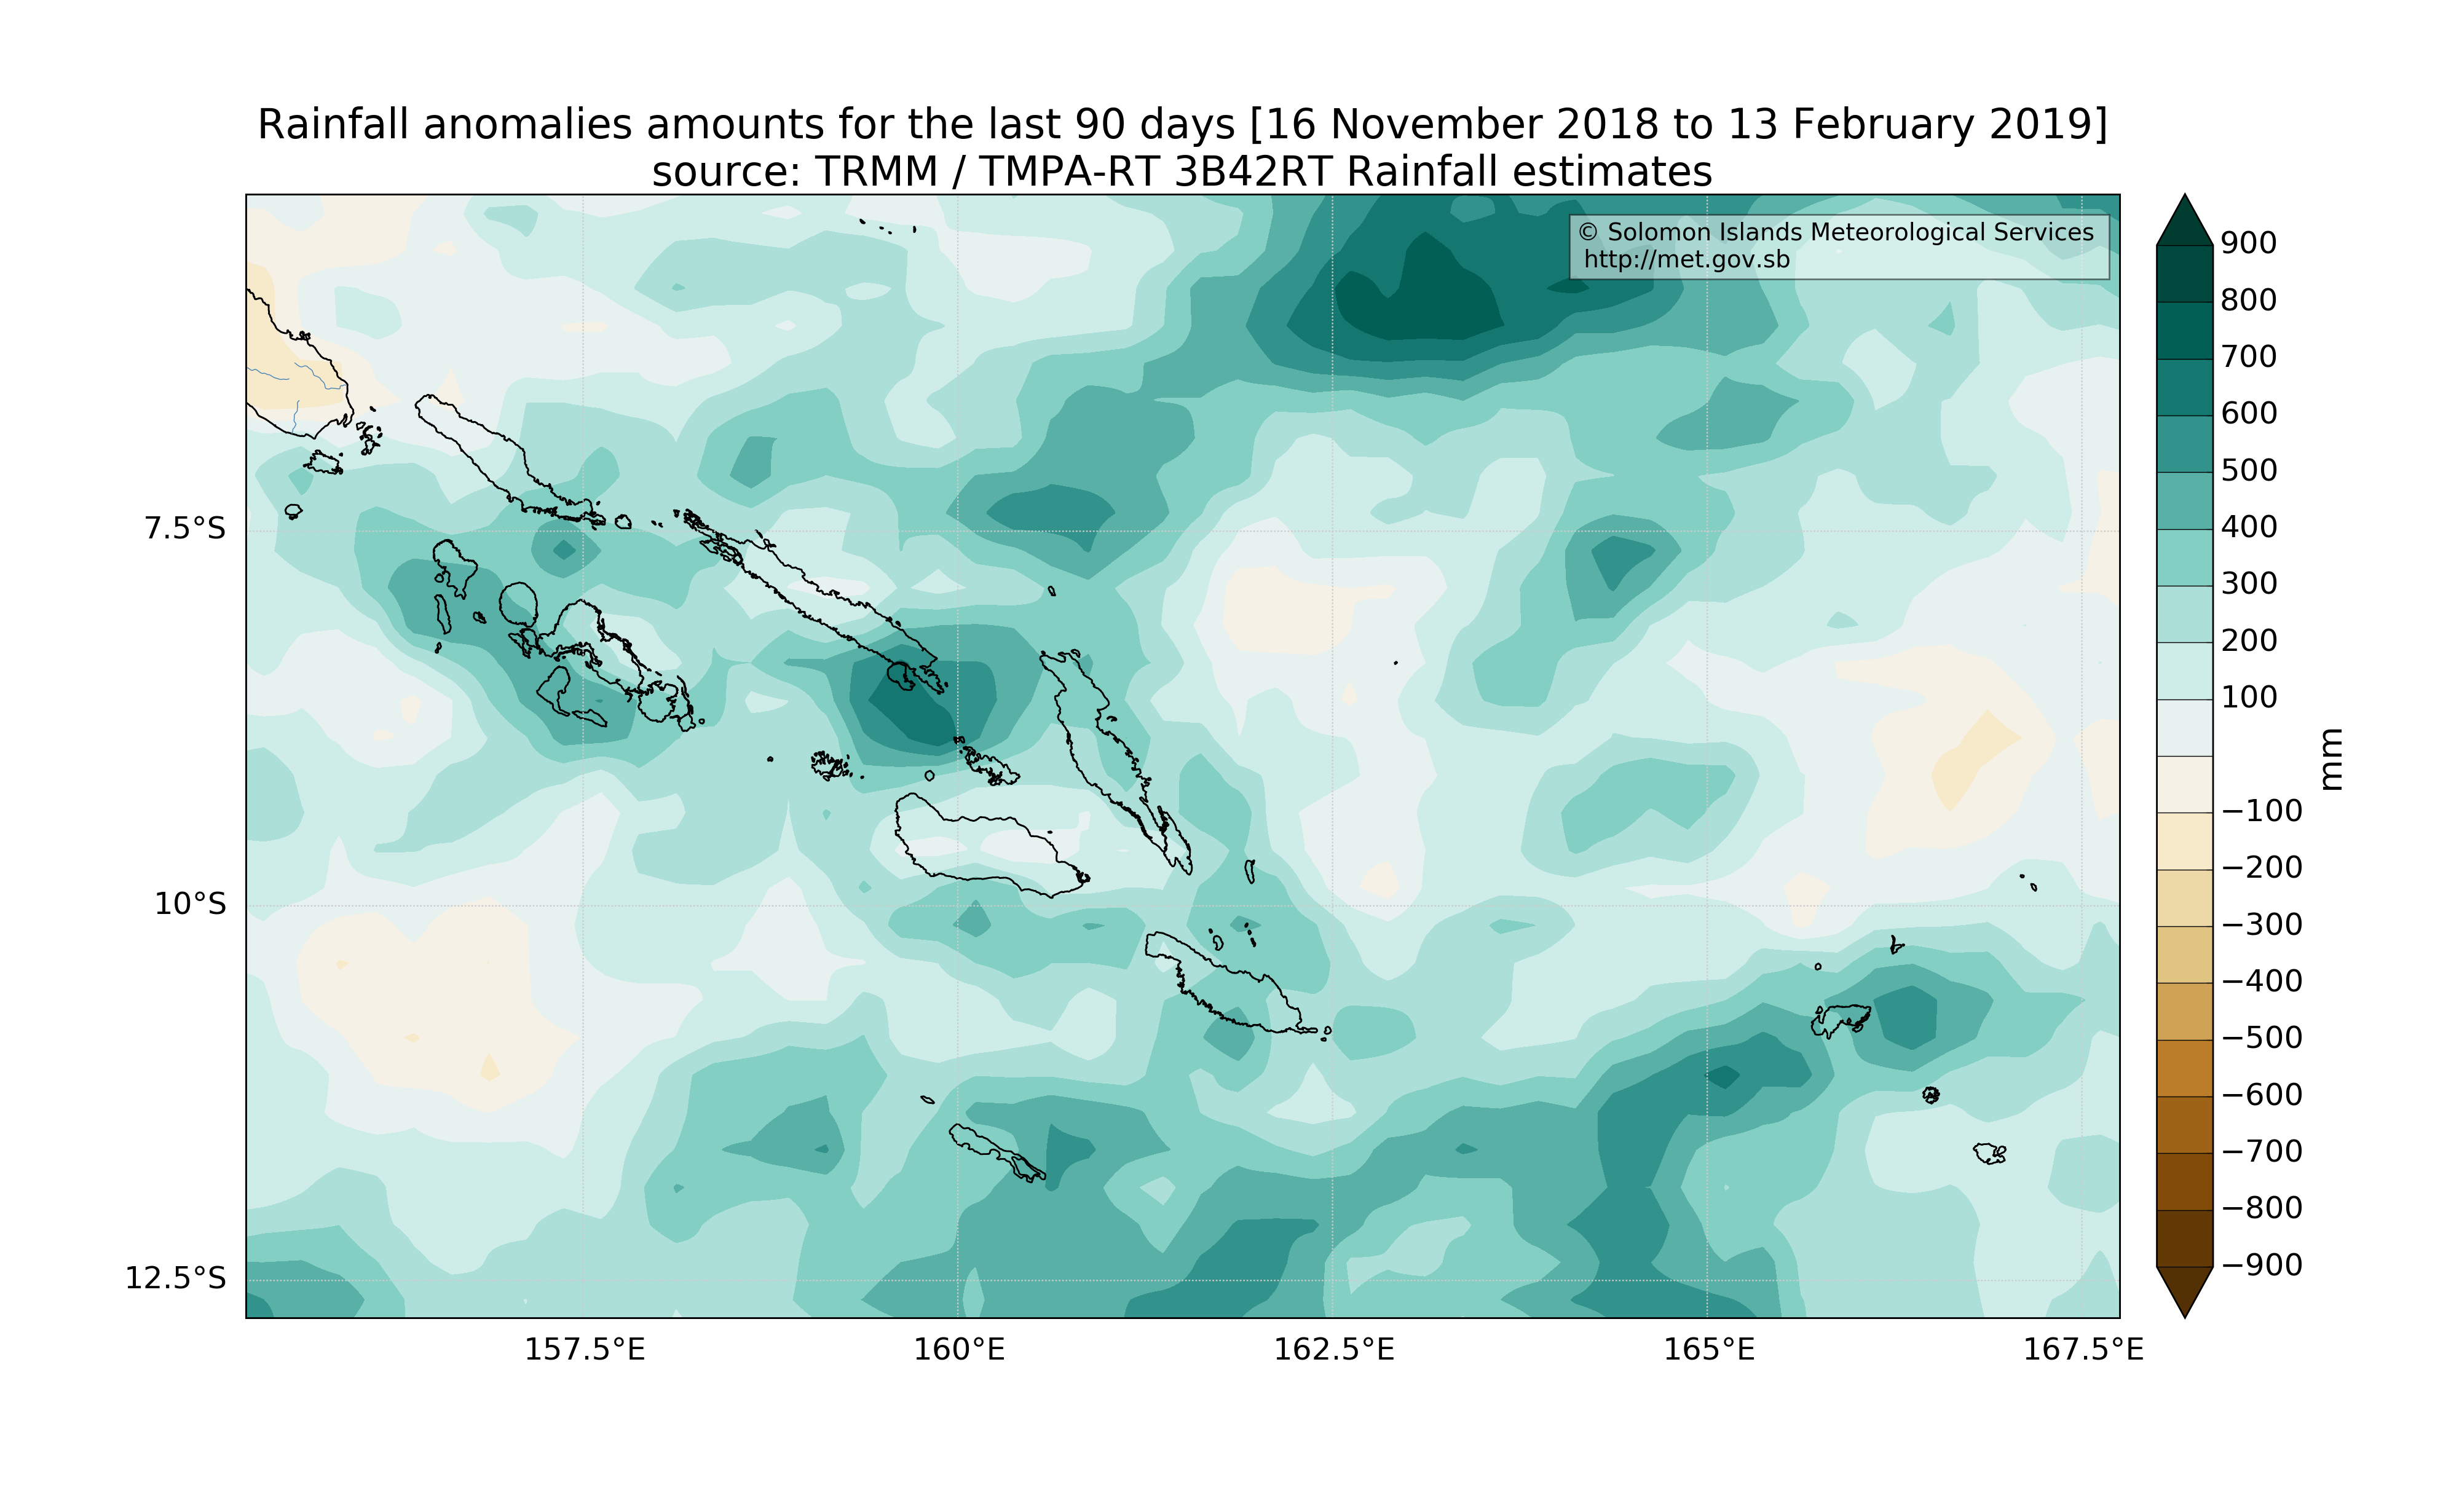 Rainfall anomalies amounts for the last 90 days [16 November 2018 to 13 February 2019]
source: TRMM / TMPA-RT 3B42RT Rainfall estimates
© Solomon Islands Meteorological Services
http://met.gov.sb
7.5°S
10°S
12.5°S
157.5°E
160°E
162.5°E
165°E
167.5°E
900
800
700
600
500
400
300
200
100
−100
−200
−300
−400
−500
−600
−700
−800
−900
mm